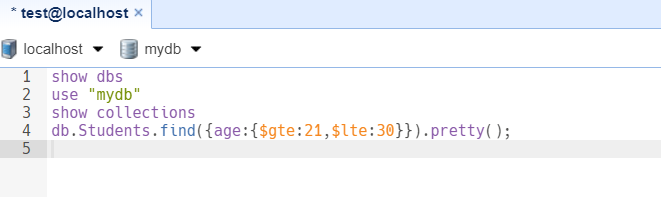 * test@localhost ×
localhost mydb
1 show dbs
2 use "mydb"
3 show collections
4 db.Students.find({age:{$gte:21,$lte:30}}).pretty();
5